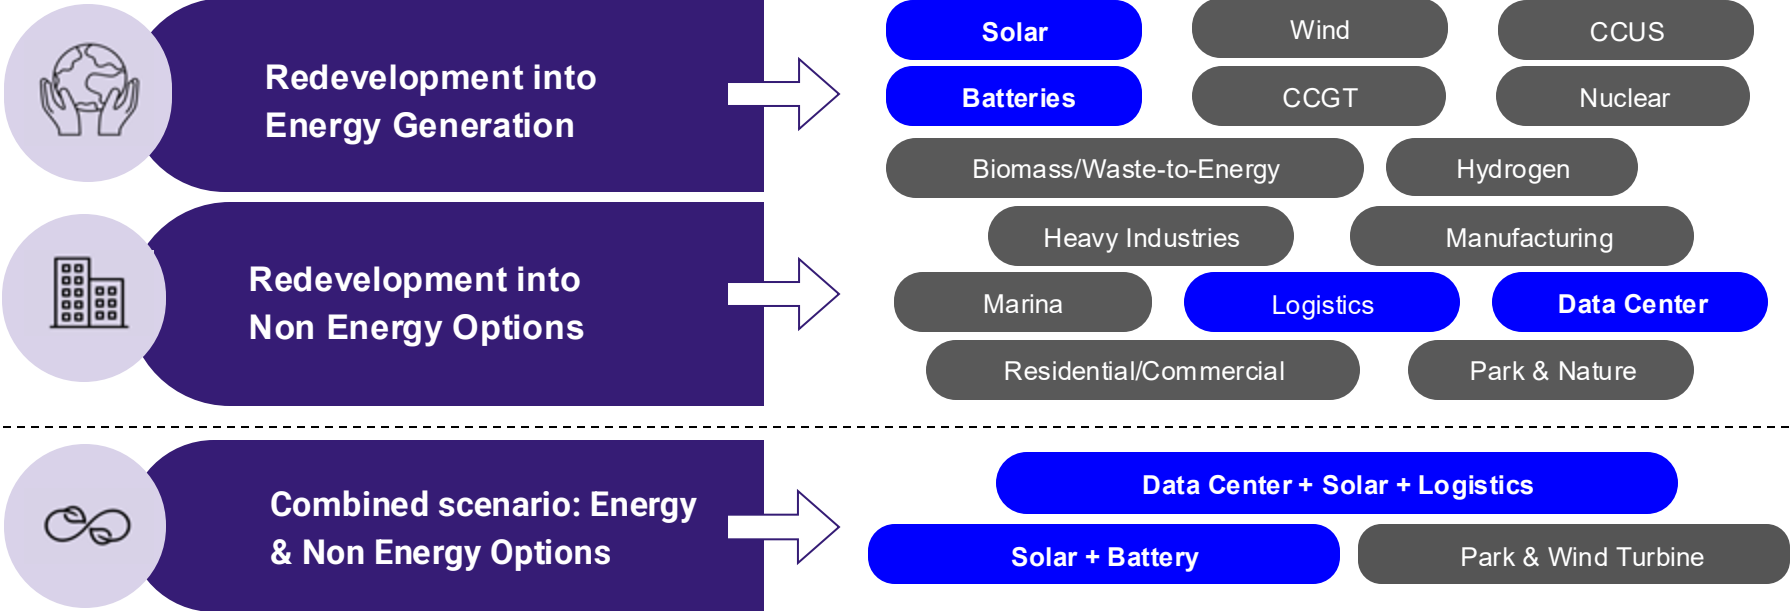 Redevelopment into
Energy Generation
Solar
Wind
CCUS
Batteries
CCGT
Nuclear
Biomass/Waste-to-Energy
Hydrogen
Redevelopment into
Non Energy Options
Heavy Industries
Manufacturing
Marina
Logistics
Data Center
Residential/Commercial
Park & Nature
Combined scenario: Energy
& Non Energy Options
Data Center + Solar + Logistics
Solar + Battery
Park & Wind Turbine